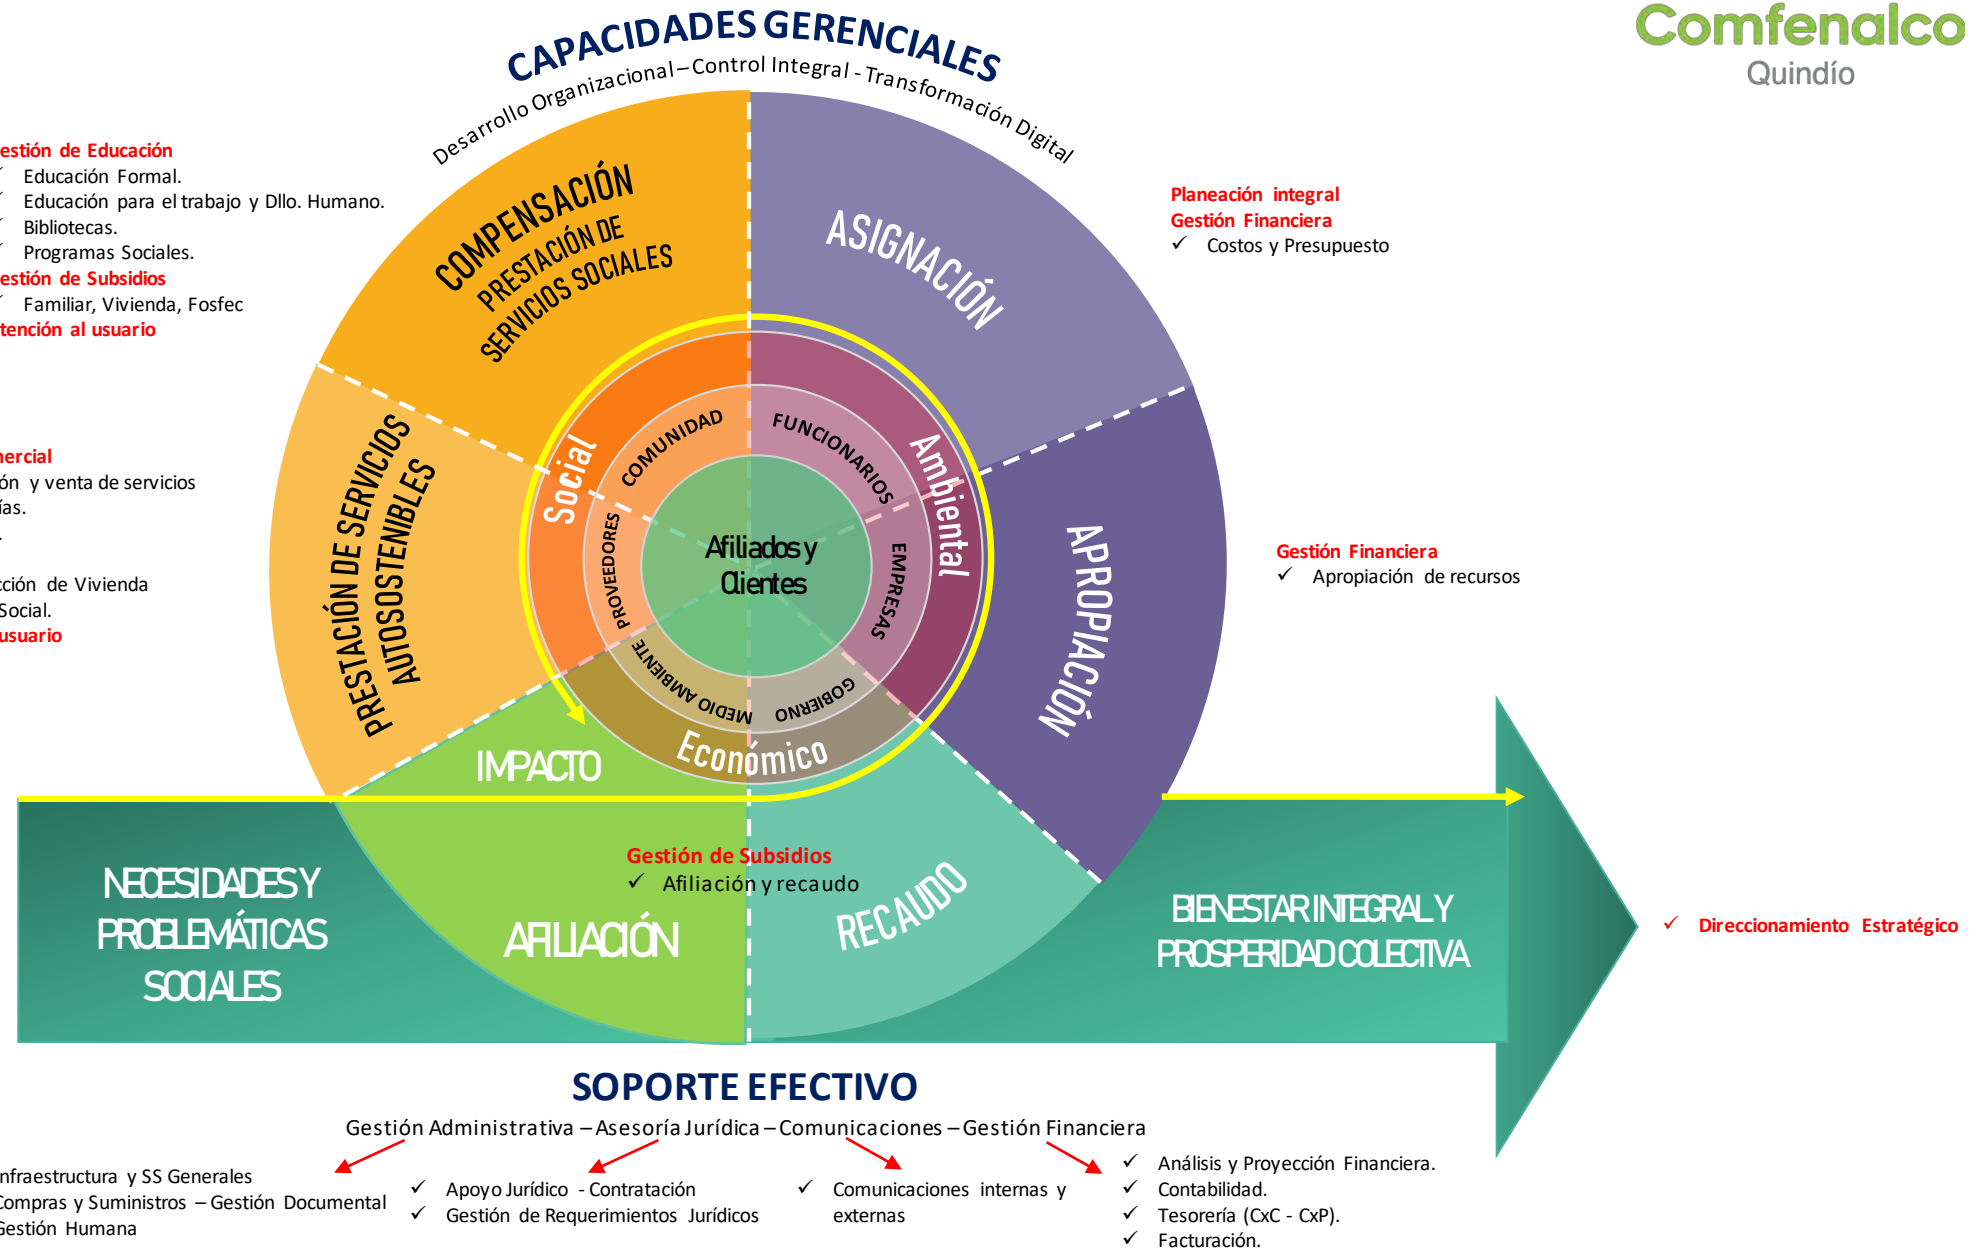 Comfenalco
Quindío
CAPACIDADES GERENCIALES
Desarrollo Organizacional – Control Integral - Transformación Digital
estión de Educación
✓ Educación Formal.
✓ Educación para el trabajo y Dllo. Humano.
✓ Bibliotecas.
✓ Programas Sociales.
estión de Subsidios
✓ Familiar, Vivienda, Fosfec
tención al usuario
mercial
ón y venta de servicios
ías.
.
cción de Vivienda
Social.
usuario
COMPENSACIÓN
PRESTACIÓN DE
SERVICIOS SOCIALES
ASIGNACIÓN
Planeación integral
Gestión Financiera
✓ Costos y Presupuesto
PRESTACIÓN DE SERVICIOS
AUTOSOSTENIBLES
APROPIACIÓN
Gestión Financiera
✓ Apropiación de recursos
Social
Ambiental
Económico
COMUNIDAD
FUNCIONARIOS
PROVEEDORES
EMPRESAS
MEDIO AMBIENTE
GOBIERNO
Afiliados y
Clientes
IMPACTO
Gestión de Subsidios
✓ Afiliación y recaudo
AFILIACIÓN
RECAUDO
NECESIDADES Y
PROBLEMÁTICAS
SOCIALES
BIENESTAR INTEGRAL Y
PROSPERIDAD COLECTIVA
✓ Direccionamiento Estratégico
SOPORTE EFECTIVO
Gestión Administrativa – Asesoría Jurídica – Comunicaciones – Gestión Financiera
nfraestructura y SS Generales
Compras y Suministros – Gestión Documental
Gestión Humana
✓ Apoyo Jurídico - Contratación
✓ Gestión de Requerimientos Jurídicos
✓ Comunicaciones internas y
externas
✓ Análisis y Proyección Financiera.
✓ Contabilidad.
✓ Tesorería (CxC - CxP).
✓ Facturación.